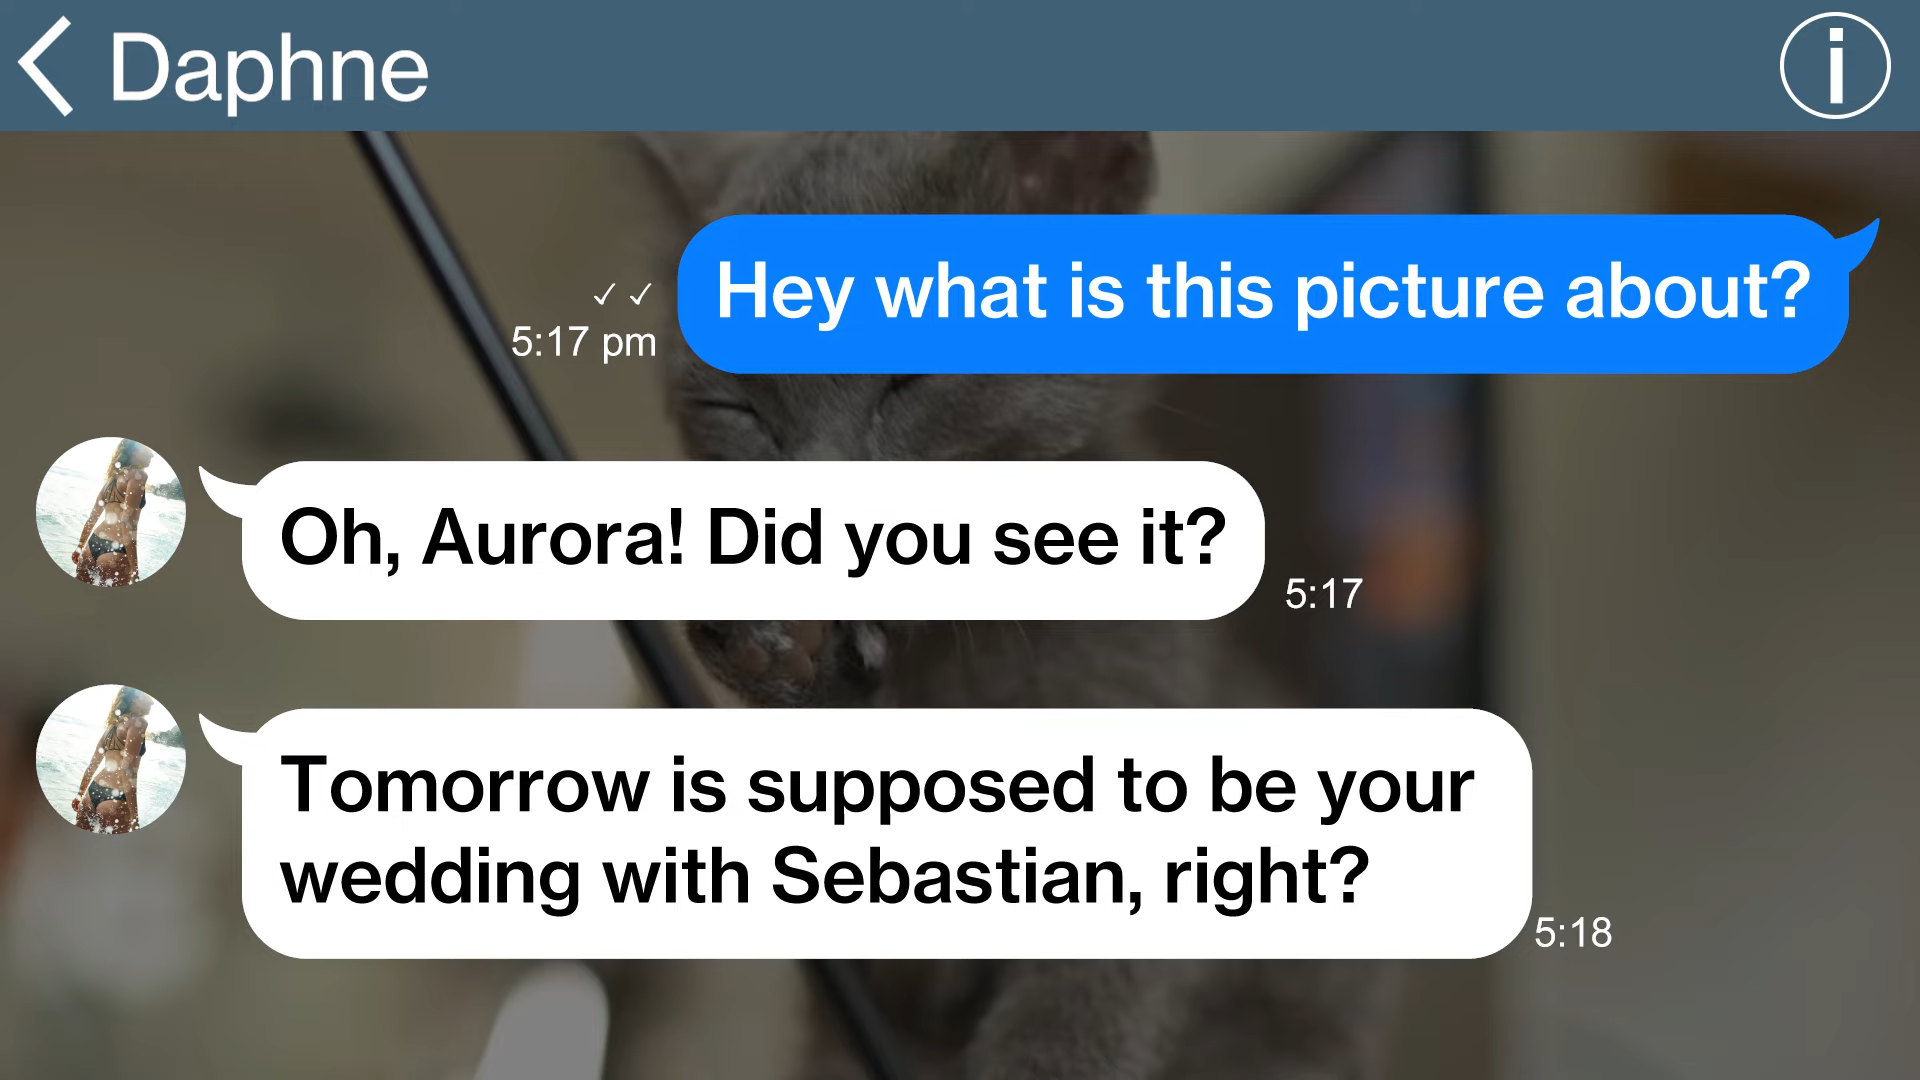 Daphne
Hey what is this picture about?
✓ ✓
5:17 pm
Oh, Aurora! Did you see it?
5:17
Tomorrow is supposed to be your
wedding with Sebastian, right?
5:18